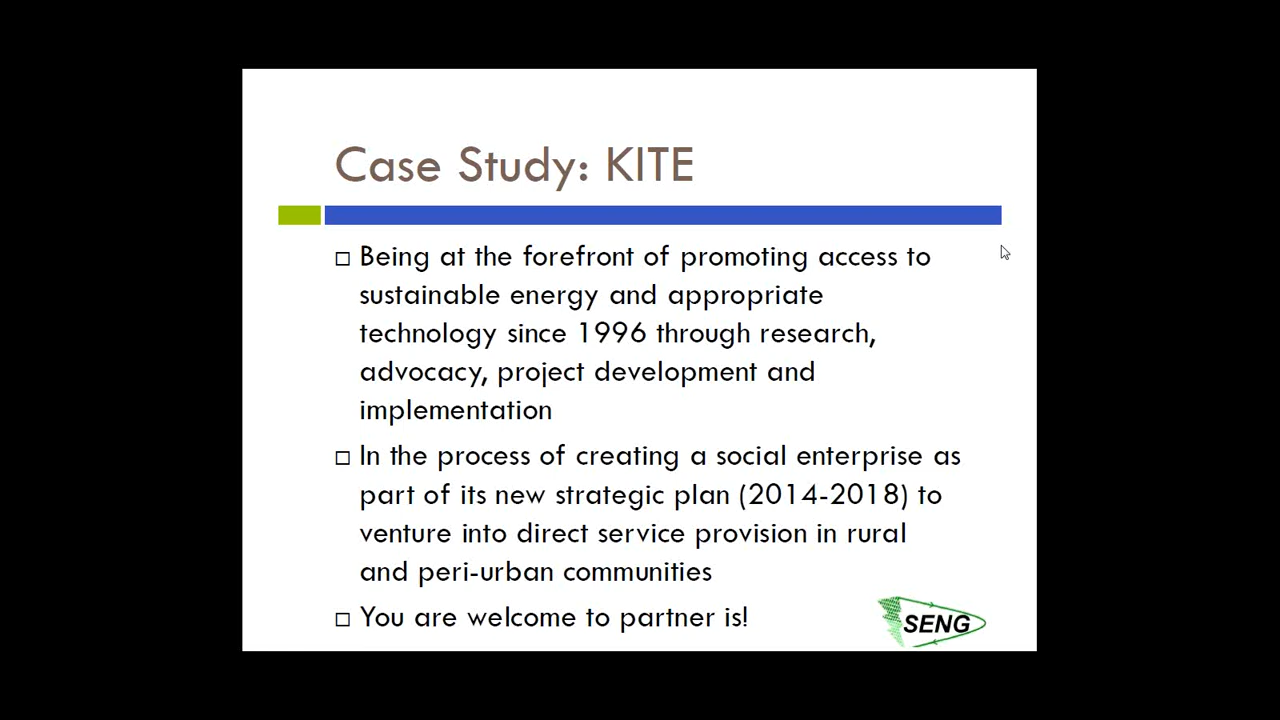 Case Study: KITE
Being at the forefront of promoting access to
sustainable energy and appropriate
technology since 1996 through research,
advocacy, project development and
implementation
In the process of creating a social enterprise as
part of its new strategic plan (2014-2018) to
venture into direct service provision in rural
and peri-urban communities
You are welcome to partner is!
SENG